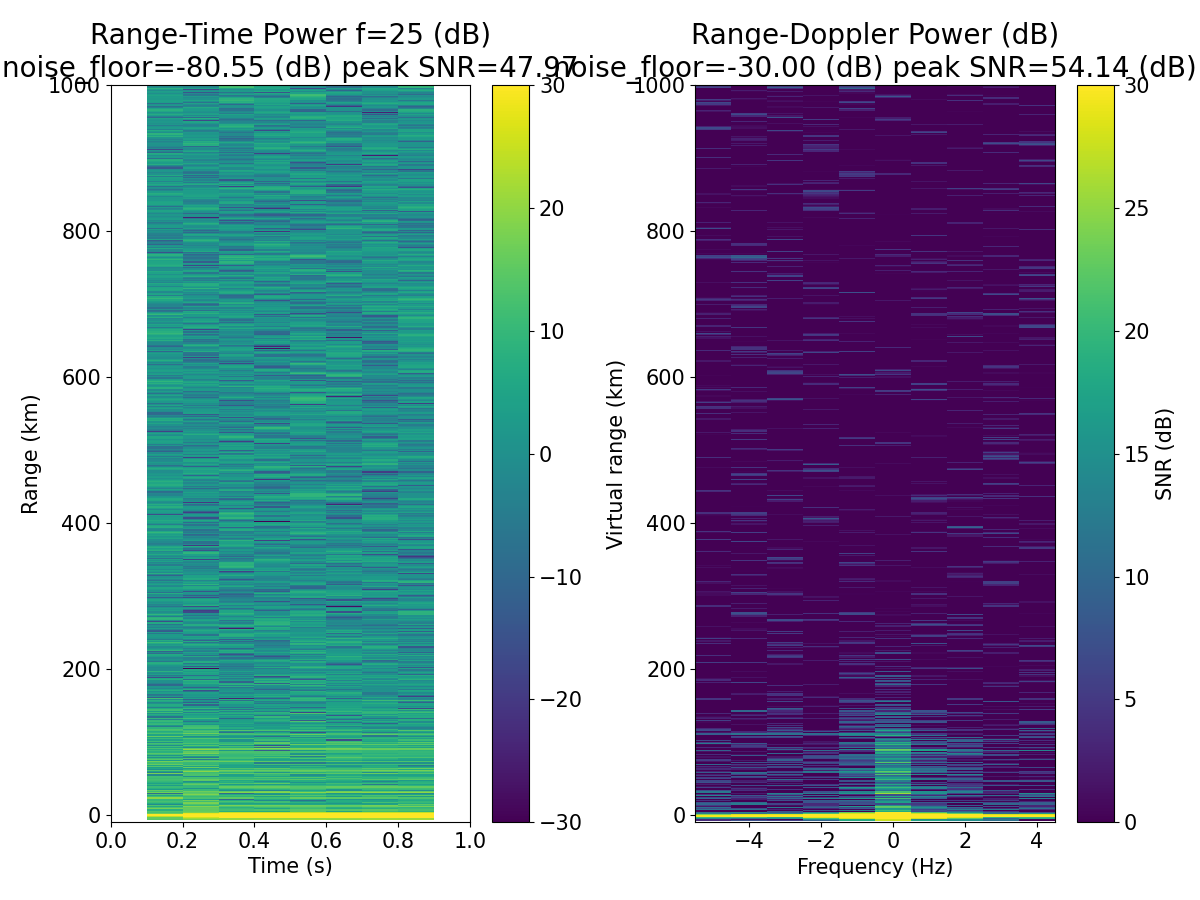 Range-Time Power f=25 (dB)
noise_floor=-80.55 (dB) peak SNR=47.97
Range-Doppler Power (dB)
noise_floor=-30.00 (dB) peak SNR=54.14 (dB)
1000
800
600
400
200
0
Range (km)
0.0 0.2 0.4 0.6 0.8 1.0
Time (s)
30
20
10
0
−10
−20
−30
1000
800
600
400
200
0
Virtual range (km)
−4 −2 0 2 4
Frequency (Hz)
30
25
20
15
10
5
0
SNR (dB)